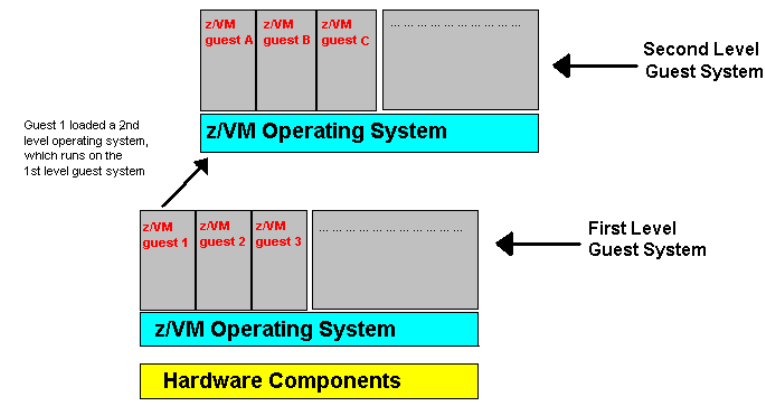 z/VM
guest A
z/VM
guest B
z/VM
guest C
... ... ... ... ... ... ... ... ... ...
Second Level
Guest System
z/VM Operating System
Guest 1 loaded a 2nd
level operating system,
which runs on the
1st level guest system
z/VM
guest 1
z/VM
guest 2
z/VM
guest 3
... ... ... ... ... ... ... ... ... ... ...
First Level
Guest System
z/VM Operating System
Hardware Components